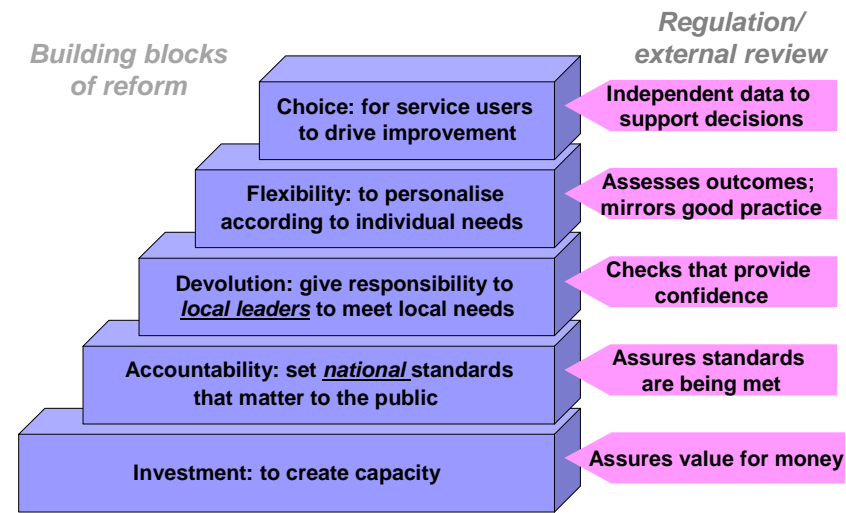 Building blocks
of reform
Regulation/
external review
Choice: for service users
to drive improvement
Independent data to
support decisions
Flexibility: to personalise
according to individual needs
Assesses outcomes;
mirrors good practice
Devolution: give responsibility to
local leaders to meet local needs
Checks that provide
confidence
Accountability: set national standards
that matter to the public
Assures standards
are being met
Investment: to create capacity
Assures value for money